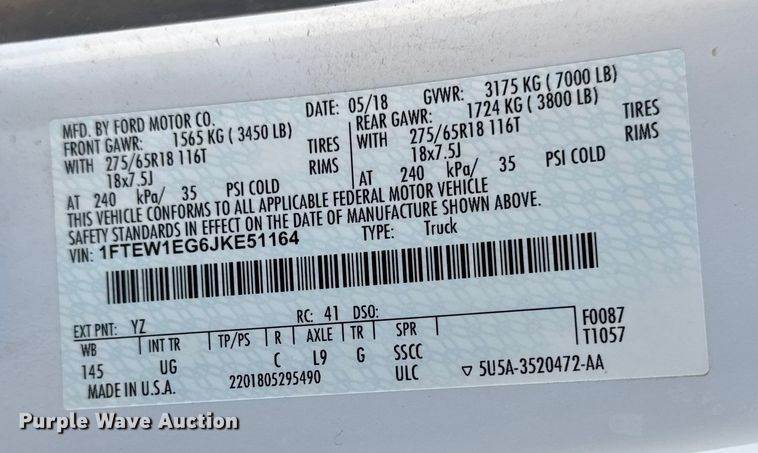 MFD. BY FORD MOTOR CO. DATE: 05/18 GVWR: 3175 KG ( 7000 LB)
FRONT GAWR: 1565 KG ( 3450 LB) REAR GAWR: 1724 KG ( 3800 LB)
WITH 275/65R18 116T TIRES WITH 275/65R18 116T TIRES
18x7.5J RIMS 18x7.5J RIMS
AT 240 kPa/ 35 PSI COLD AT 240 kPa/ 35 PSI COLD
THIS VEHICLE CONFORMS TO ALL APPLICABLE FEDERAL MOTOR VEHICLE
SAFETY STANDARDS IN EFFECT ON THE DATE OF MANUFACTURE SHOWN ABOVE.
VIN: 1FTEW1EG6JKE51164 TYPE: Truck
EXT PNT: YZ RC: 41 DSO: F0087
WB INT TR TP/PS R AXLE TR SPR T1057
145 UG C L9 G SSCC
MADE IN U.S.A. 2201805295490 ULC ▽ 5U5A-3520472-AA
Purple Wave Auction